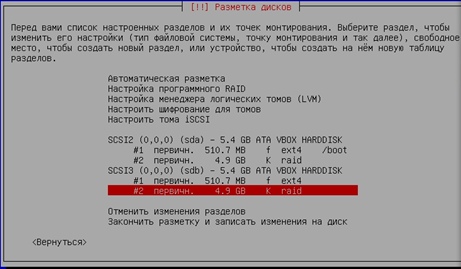 [!!] Разметка дисков
Перед вами список настроенных разделов и их точек монтирования. Выберите раздел, чтобы
изменить его настройки (тип файловой системы, точку монтирования и так далее), свободное
место, чтобы создать новый раздел, или устройство, чтобы создать на нём новую таблицу
разделов.
Автоматическая разметка
Настройка программного RAID
Настройка менеджера логических томов (LVM)
Настроить шифрование для томов
Настроить тома iSCSI
SCSI2 (0,0,0) (sda) - 5.4 GB ATA VBOX HARDDISK
#1 первичн. 510.7 MB f ext4 /boot
#2 первичн. 4.9 GB K raid
SCSI3 (0,0,0) (sdb) - 5.4 GB ATA VBOX HARDDISK
#1 первичн. 510.7 MB f ext4
#2 первичн. 4.9 GB K raid
Отменить изменения разделов
Закончить разметку и записать изменения на диск
<Вернуться>